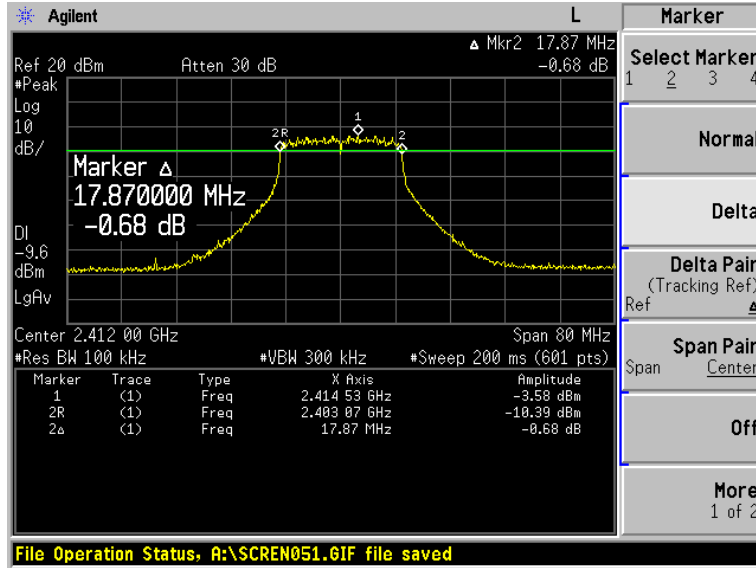 Agilent L Marker
Δ Mkr2 17.87 MHz
Ref 20 dBm Atten 30 dB -0.68 dB
#Peak
Log
10
dB/
1
2R
2
Marker Δ
17.870000 MHz
-0.68 dB
DI
-9.6
dBm
LgAv
Center 2.412 00 GHz Span 80 MHz
#Res BW 100 kHz #VBW 300 kHz #Sweep 200 ms (601 pts)
Marker Trace Type X Axis Amplitude
1 (1) Freq 2.414 53 GHz -3.58 dBm
2R (1) Freq 2.403 07 GHz -10.39 dBm
2Δ (1) Freq 17.87 MHz -0.68 dB
Select Marker
1 2 3 4
Normal
Delta
Delta Pair
(Tracking Ref)
Ref Δ
Span Pair
Span Center
Off
More
1 of 2
File Operation Status, A:\SCREN051.GIF file saved